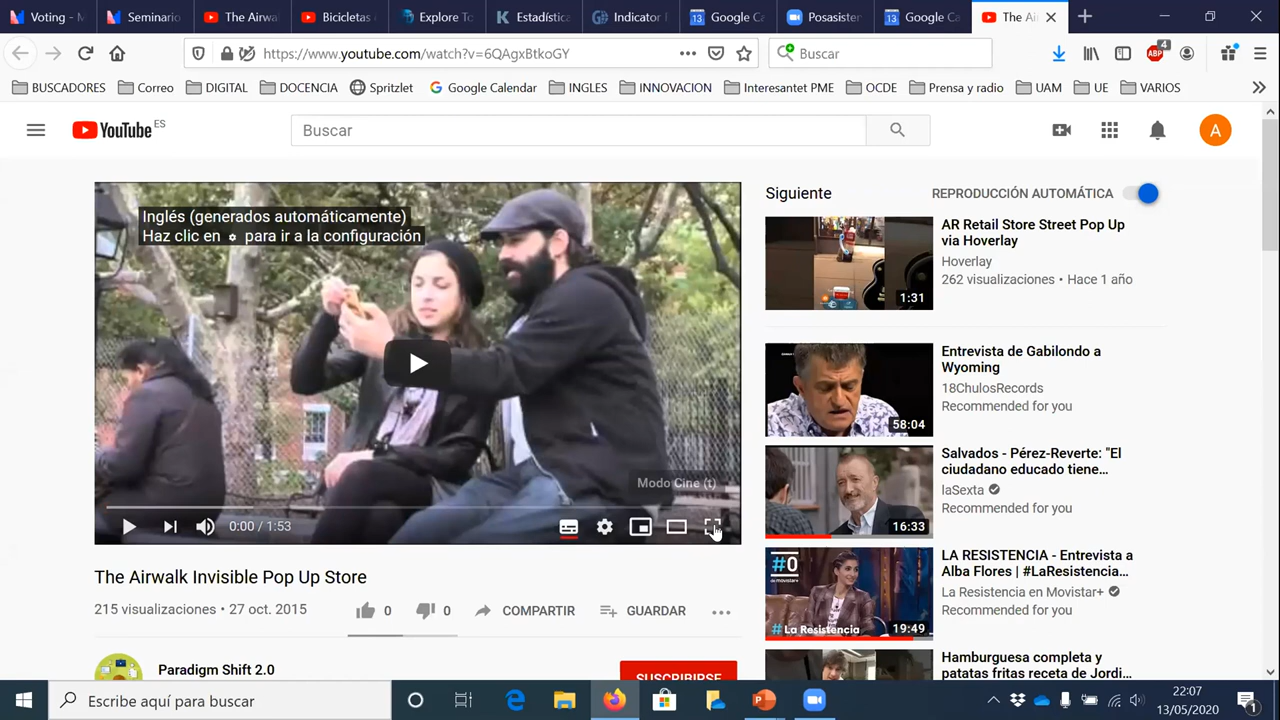 Voting -
Seminario
The Airwa
Bicicletas
Explore To
Estadístic
Indicator
Google Ca
Posasisten
Google Ca
The Ai
https://www.youtube.com/watch?v=6QAgxBtkoGY
Buscar
4
BUSCADORES
Correo
DIGITAL
DOCENCIA
Spritzlet
Google Calendar
INGLES
INNOVACION
Interesantet PME
OCDE
Prensa y radio
UAM
UE
VARIOS
YouTube ES
Buscar
A
Inglés (generados automáticamente)
Haz clic en para ir a la configuración
Modo Cine (t)
0:00 / 1:53
The Airwalk Invisible Pop Up Store
215 visualizaciones • 27 oct. 2015
0
0
COMPARTIR
GUARDAR
Paradigm Shift 2.0
SUSCRIBIRSE
Siguiente
REPRODUCCIÓN AUTOMÁTICA
1:31
AR Retail Store Street Pop Up
via Hoverlay
Hoverlay
262 visualizaciones • Hace 1 año
58:04
Entrevista de Gabilondo a
Wyoming
18ChulosRecords
Recommended for you
16:33
Salvados - Pérez-Reverte: "El
ciudadano educado tiene...
laSexta
Recommended for you
#0
de movistar+
# La Resistencia
19:49
LA RESISTENCIA - Entrevista a
Alba Flores | #LaResistencia...
La Resistencia en Movistar+
Recommended for you
Hamburguesa completa y
patatas fritas receta de Jordi...
Escribe aquí para buscar
22:07
13/05/2020
1